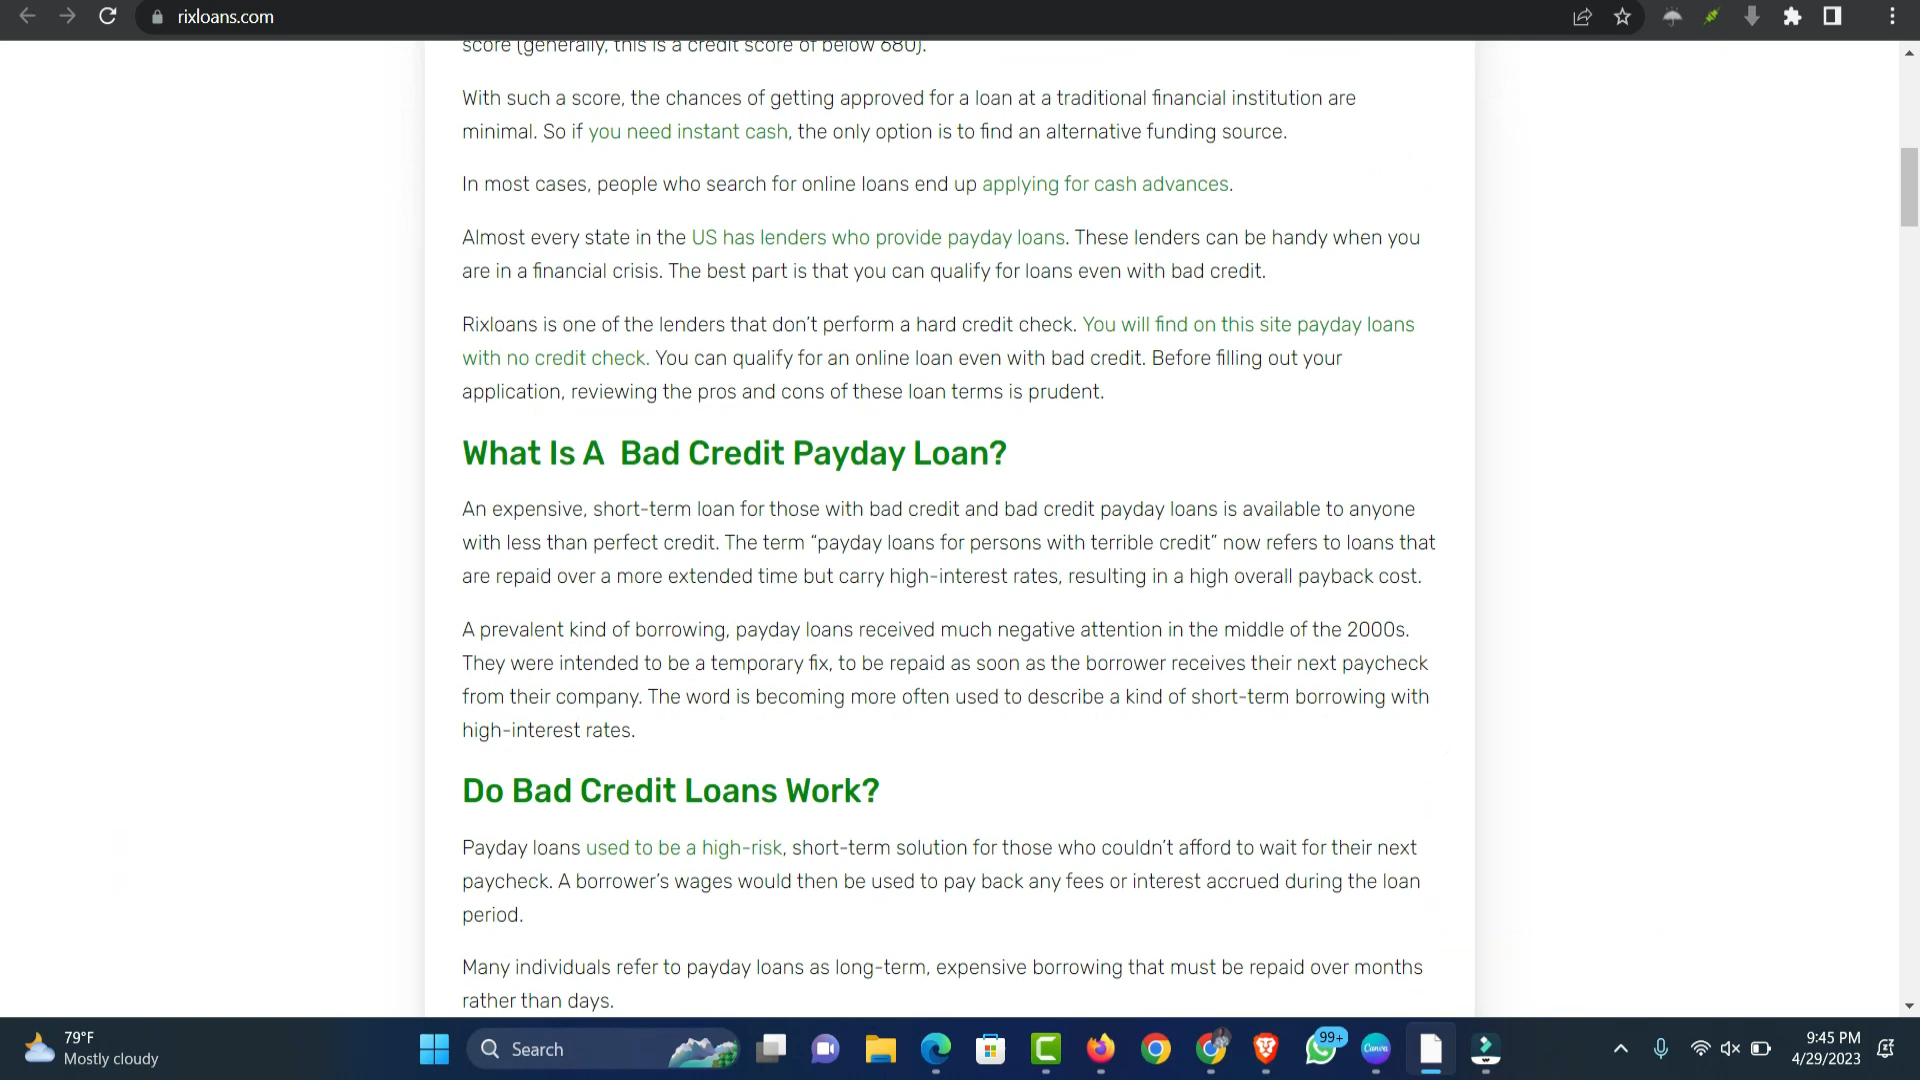 rixloans.com
score (generally, this is a credit score of below 680).
With such a score, the chances of getting approved for a loan at a traditional financial institution are
minimal. So if you need instant cash, the only option is to find an alternative funding source.
In most cases, people who search for online loans end up applying for cash advances.
Almost every state in the US has lenders who provide payday loans. These lenders can be handy when you
are in a financial crisis. The best part is that you can qualify for loans even with bad credit.
Rixloans is one of the lenders that don't perform a hard credit check. You will find on this site payday loans
with no credit check. You can qualify for an online loan even with bad credit. Before filling out your
application, reviewing the pros and cons of these loan terms is prudent.
What Is A  Bad Credit Payday Loan?
An expensive, short-term loan for those with bad credit and bad credit payday loans is available to anyone
with less than perfect credit. The term “payday loans for persons with terrible credit” now refers to loans that
are repaid over a more extended time but carry high-interest rates, resulting in a high overall payback cost.
A prevalent kind of borrowing, payday loans received much negative attention in the middle of the 2000s.
They were intended to be a temporary fix, to be repaid as soon as the borrower receives their next paycheck
from their company. The word is becoming more often used to describe a kind of short-term borrowing with
high-interest rates.
Do Bad Credit Loans Work?
Payday loans used to be a high-risk, short-term solution for those who couldn't afford to wait for their next
paycheck. A borrower's wages would then be used to pay back any fees or interest accrued during the loan
period.
Many individuals refer to payday loans as long-term, expensive borrowing that must be repaid over months
rather than days.
79°F
Mostly cloudy
Search
99+
Canva
9:45 PM
4/29/2023